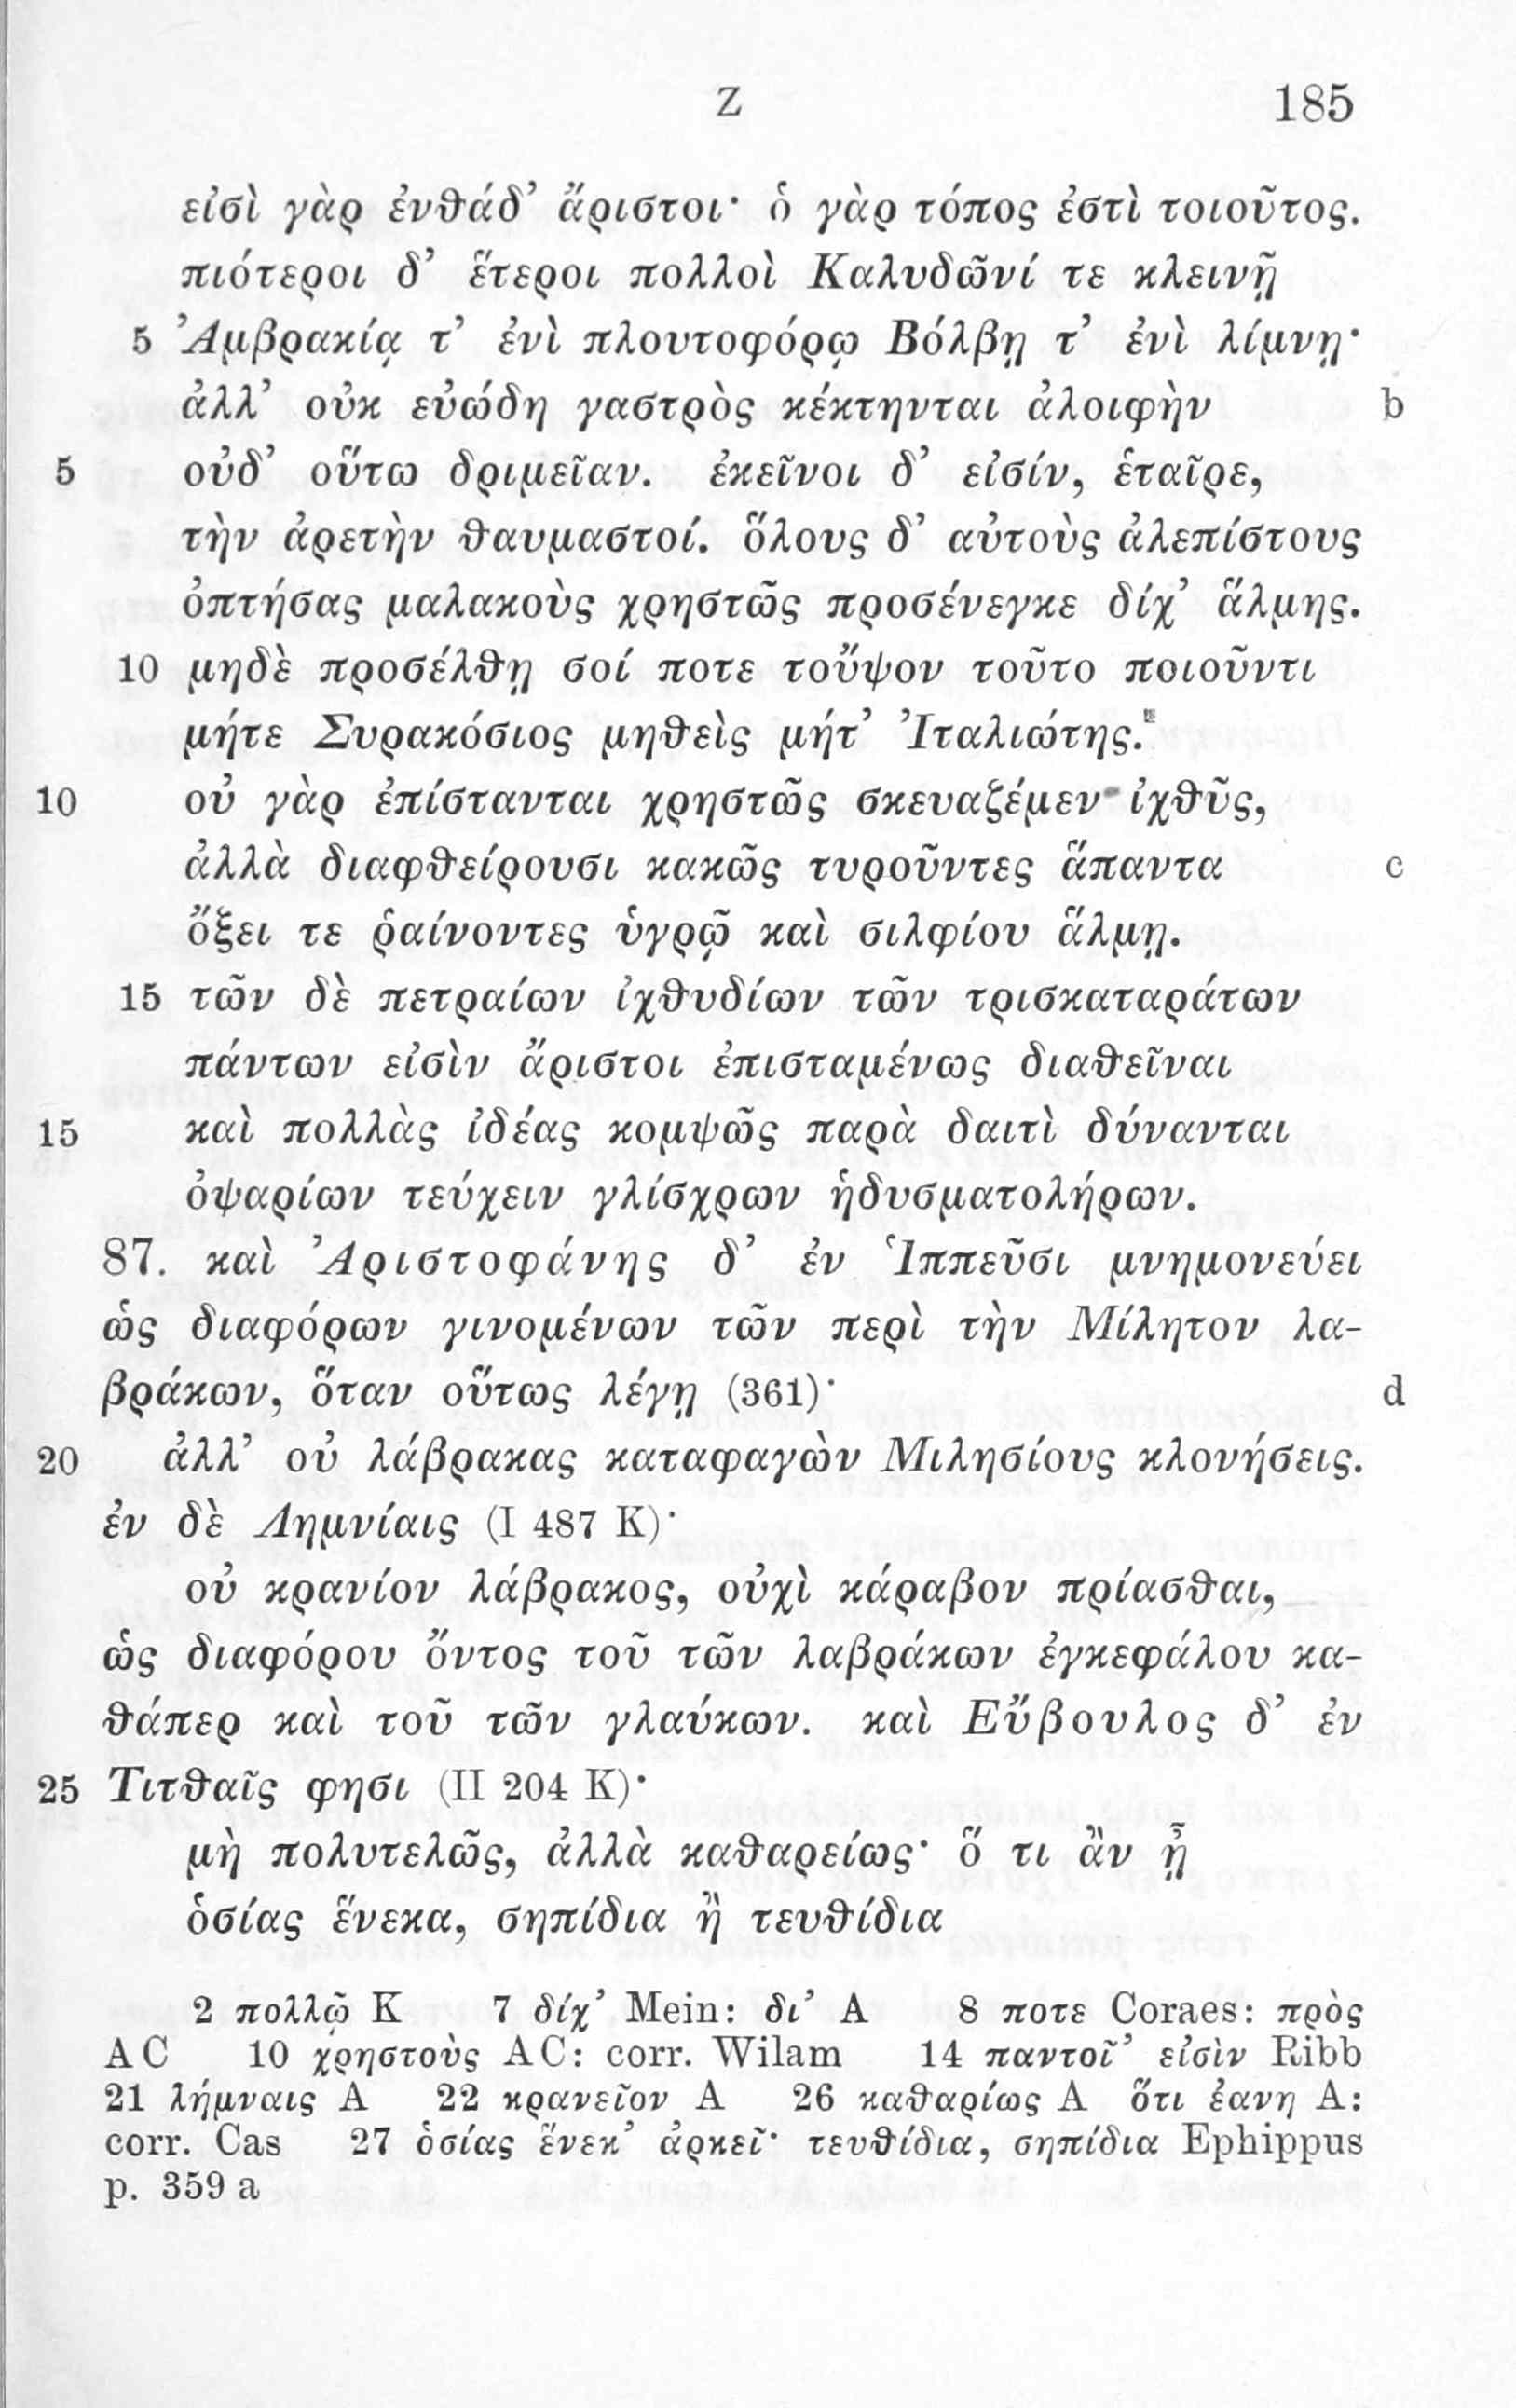 Z 185
εἰσὶ γὰρ ἐνθάδ’ ἄριστοι· ὁ γὰρ τόπος ἐστὶ τοιοῦτος.
πιότεροι δ’ ἕτεροι πολλοὶ Καλυδῶνί τε κλεινῇ
5 Ἀμβρακίᾳ τ’ ἐνὶ πλουτοφόρῳ Βόλβῃ τ’ ἐνὶ λίμνῃ·
ἀλλ’ οὐκ εὐώδη γαστρὸς κέκτηνται ἀλοιφὴν b
5 οὐδ’ οὕτω δριμεῖαν. ἐκεῖνοι δ’ εἰσίν, ἑταῖρε,
τὴν ἀρετὴν θαυμαστοί. ὅλους δ’ αὐτοὺς ἀλεπίστους
ὀπτήσας μαλακοὺς χρηστῶς προσένεγκε δίχ’ ἅλμης.
10 μηδὲ προσέλθῃ σοί ποτε τοὖψον τοῦτο ποιοῦντι
μήτε Συρακόσιος μηθεὶς μήτ’ Ἰταλιώτης.
10 οὐ γὰρ ἐπίστανται χρηστῶς σκευαζέμεν ἰχθῦς,
ἀλλὰ διαφθείρουσι κακῶς τυροῦντες ἅπαντα c
ὄξει τε ῥαίνοντες ὑγρῷ καὶ σιλφίου ἅλμῃ.
15 τῶν δὲ πετραίων ἰχθυδίων τῶν τρισκαταράτων
πάντων εἰσὶν ἄριστοι ἐπισταμένως διαθεῖναι
15 καὶ πολλὰς ἰδέας κομψῶς παρὰ δαιτὶ δύνανται
ὀψαρίων τεύχειν γλίσχρων ἡδυσματολήρων.
87. καὶ Ἀριστοφάνης δ’ ἐν Ἱππεῦσι μνημονεύει
ὡς διαφόρων γινομένων τῶν περὶ τὴν Μίλητον λα-
βράκων, ὅταν οὕτως λέγῃ (361)· d
20 ἀλλ’ οὐ λάβρακας καταφαγὼν Μιλησίους κλονήσεις.
ἐν δὲ Λημνίαις (I 487 K)·
οὐ κρανίον λάβρακος, οὐχὶ κάραβον πρίασθαι,
ὡς διαφόρου ὄντος τοῦ τῶν λαβράκων ἐγκεφάλου κα-
θάπερ καὶ τοῦ τῶν γλαύκων. καὶ Εὔβουλος δ’ ἐν
25 Τιτθαῖς φησι (II 204 K)·
μὴ πολυτελῶς, ἀλλὰ καθαρείως· ὅ τι ἂν ᾖ
ὁσίας ἕνεκα, σηπίδια ἢ τευθίδια
2 πολλῷ K 7 δίχ’ Mein: δι’ A 8 ποτε Coraes: πρὸς
AC 10 χρηστοὺς AC: corr. Wilam 14 παντοῖ’ εἰσὶν Ribb
21 λήμναις A 22 κρανεῖον A 26 καθαρίως A ὅτι ἐανη A:
corr. Cas 27 ὁσίας ἕνεκ’ ἀρκεῖ· τευθίδια, σηπίδια Ephippus
p. 359 a